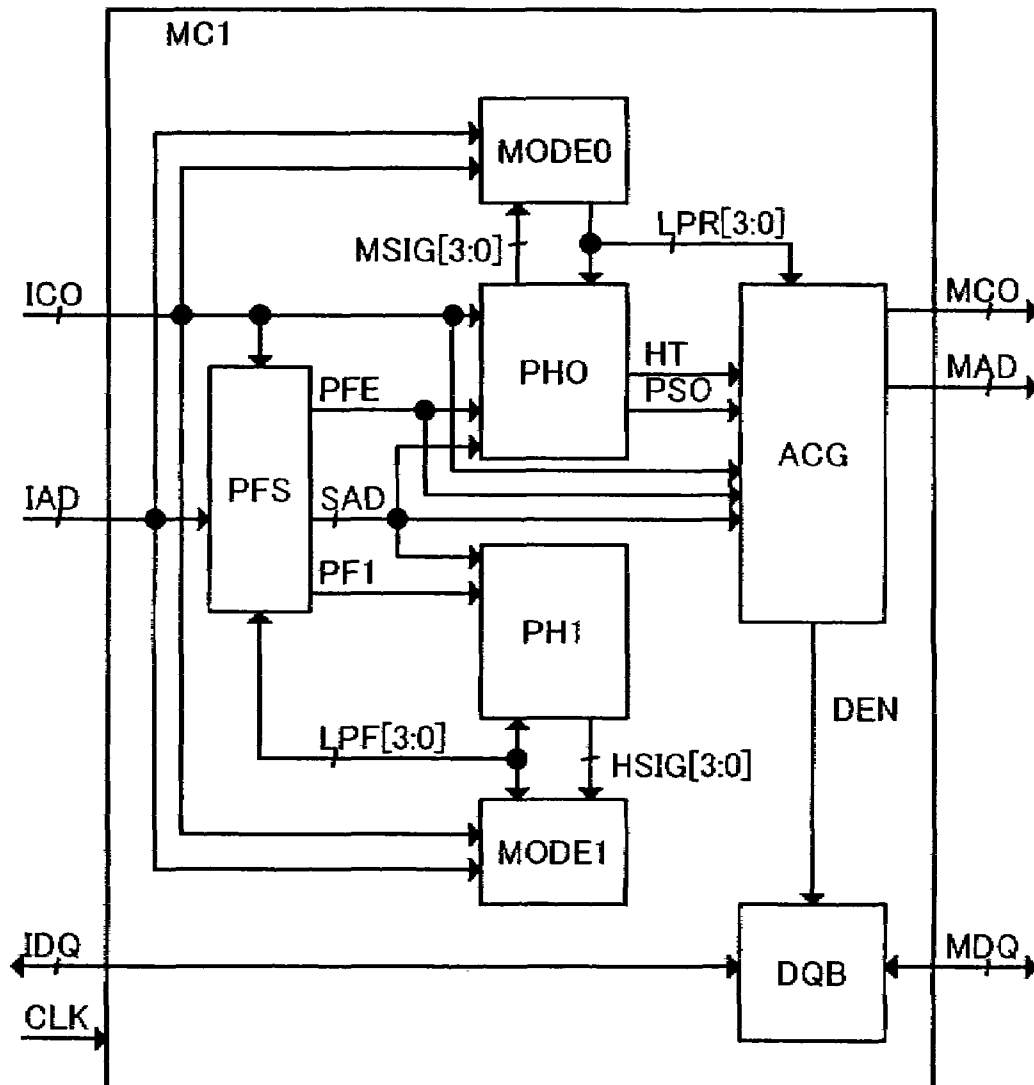 MC1
MODE0
MSIG[3:0]
LPR[3:0]
ICO
MCO
PH0
HT
PSO
MAD
PFE
ACG
PFS
IAD
SAD
PF1
PH1
LPF[3:0]
HSIG[3:0]
DEN
MODE1
IDQ
DQB
MDQ
CLK